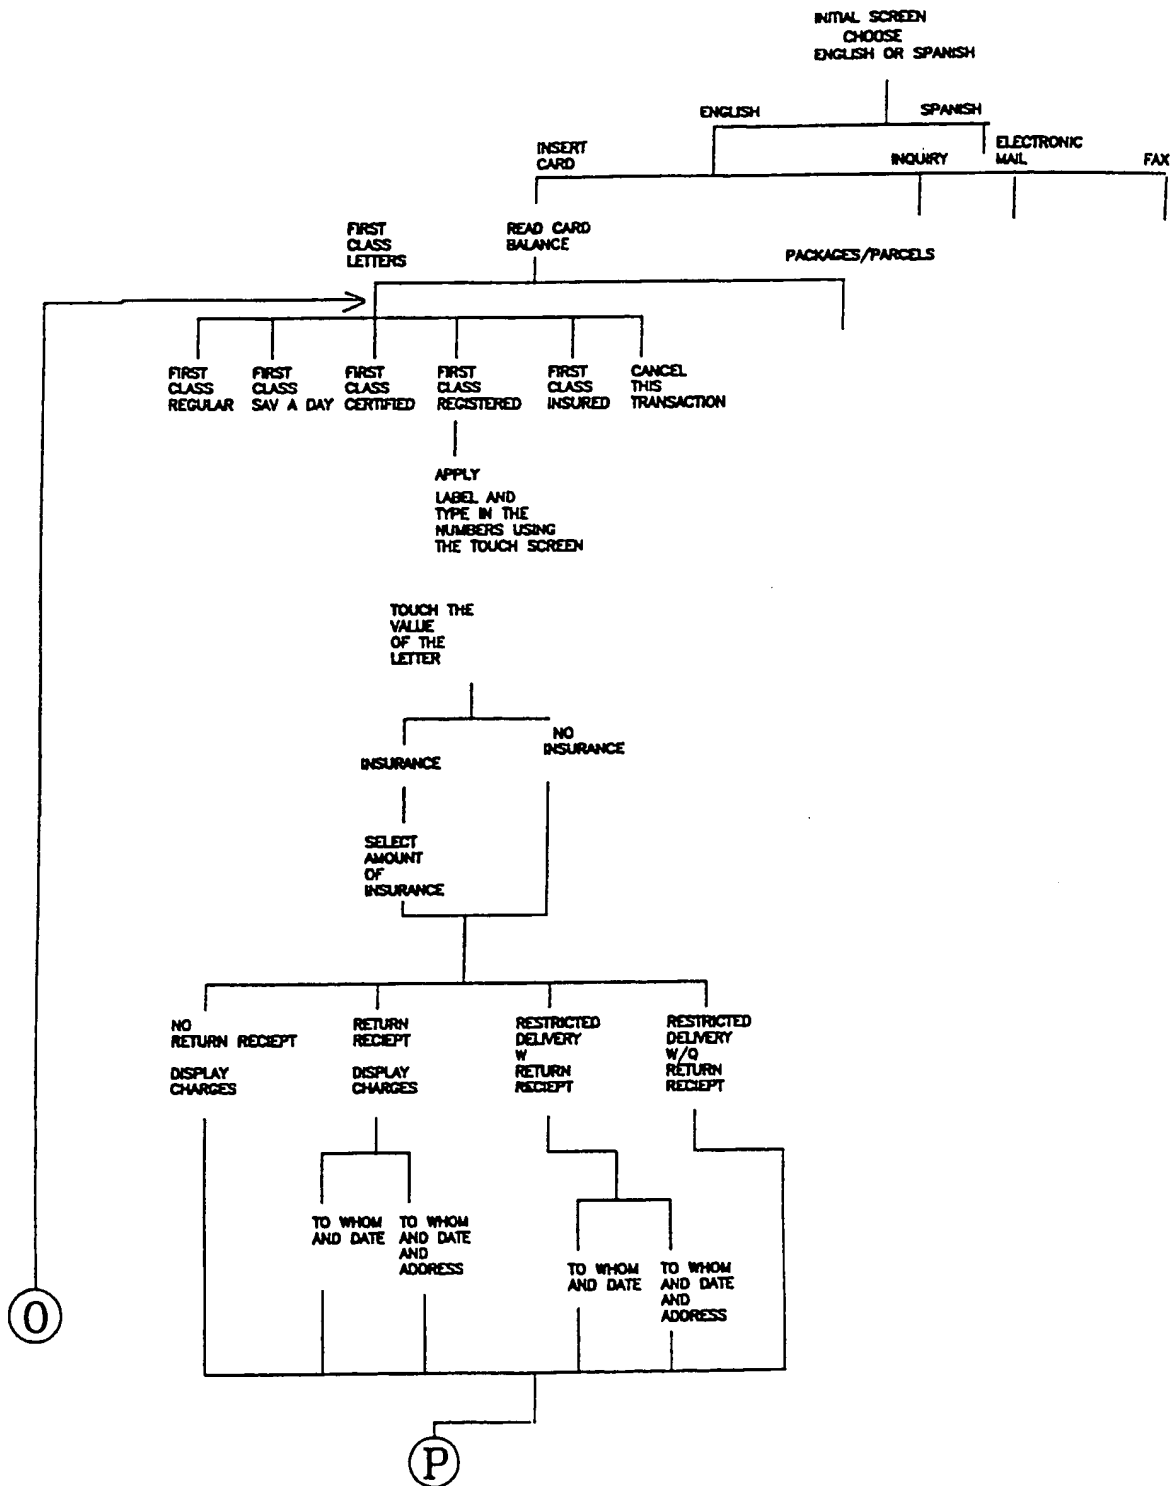 INITIAL SCREEN
CHOOSE
ENGLISH OR SPANISH
ENGLISH
SPANISH
INSERT
CARD
INQUIRY
ELECTRONIC
MAIL
FAX
FIRST
CLASS
LETTERS
READ CARD
BALANCE
PACKAGES/PARCELS
FIRST
CLASS
REGULAR
FIRST
CLASS
SAV A DAY
FIRST
CLASS
CERTIFIED
FIRST
CLASS
REGISTERED
FIRST
CLASS
INSURED
CANCEL
THIS
TRANSACTION
APPLY
LABEL AND
TYPE IN THE
NUMBERS USING
THE TOUCH SCREEN
TOUCH THE
VALUE
OF THE
LETTER
INSURANCE
NO
INSURANCE
SELECT
AMOUNT
OF
INSURANCE
NO
RETURN RECIEPT
DISPLAY
CHARGES
RETURN
RECIEPT
DISPLAY
CHARGES
RESTRICTED
DELIVERY
W
RETURN
RECIEPT
RESTRICTED
DELIVERY
W/O
RETURN
RECIEPT
TO WHOM
AND DATE
TO WHOM
AND DATE
AND
ADDRESS
TO WHOM
AND DATE
TO WHOM
AND DATE
AND
ADDRESS
O
P